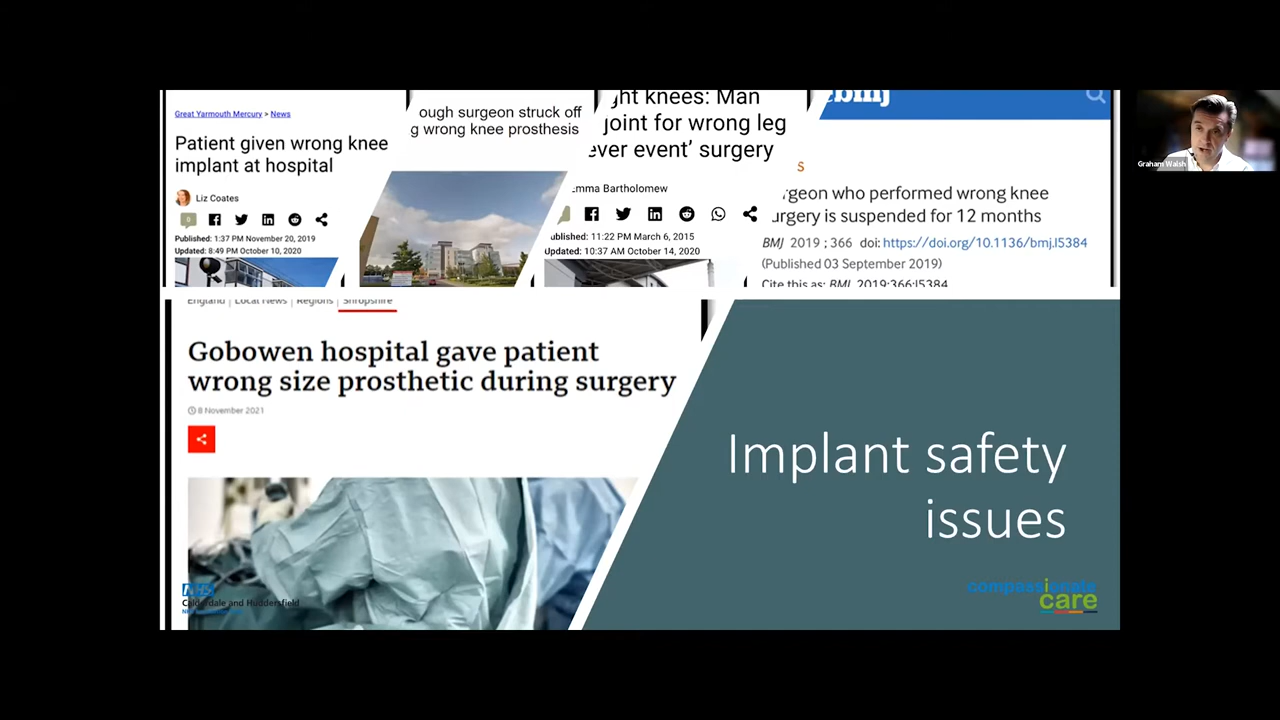 Great Yarmouth Mercury > News
Patient given wrong knee
implant at hospital
Liz Coates
0
Published: 1:37 PM November 20, 2019
Updated: 8:49 PM October 10, 2020
ough surgeon struck off
g wrong knee prosthesis
ght knees: Man
joint for wrong leg
ever event' surgery
Emma Bartholomew
ublished: 11:22 PM March 6, 2015
Updated: 10:37 AM October 14, 2020
ebmj
S
rgeon who performed wrong knee
urgery is suspended for 12 months
BMJ 2019 ; 366 doi: https://doi.org/10.1136/bmj.l5384
(Published 03 September 2019)
Cite this as: BMJ 2019;366:l5384
Graham Walsh
England | Local News | Regions | Shropshire
Gobowen hospital gave patient
wrong size prosthetic during surgery
8 November 2021
Implant safety
issues
NHS
Calderdale and Huddersfield
compassionate
care